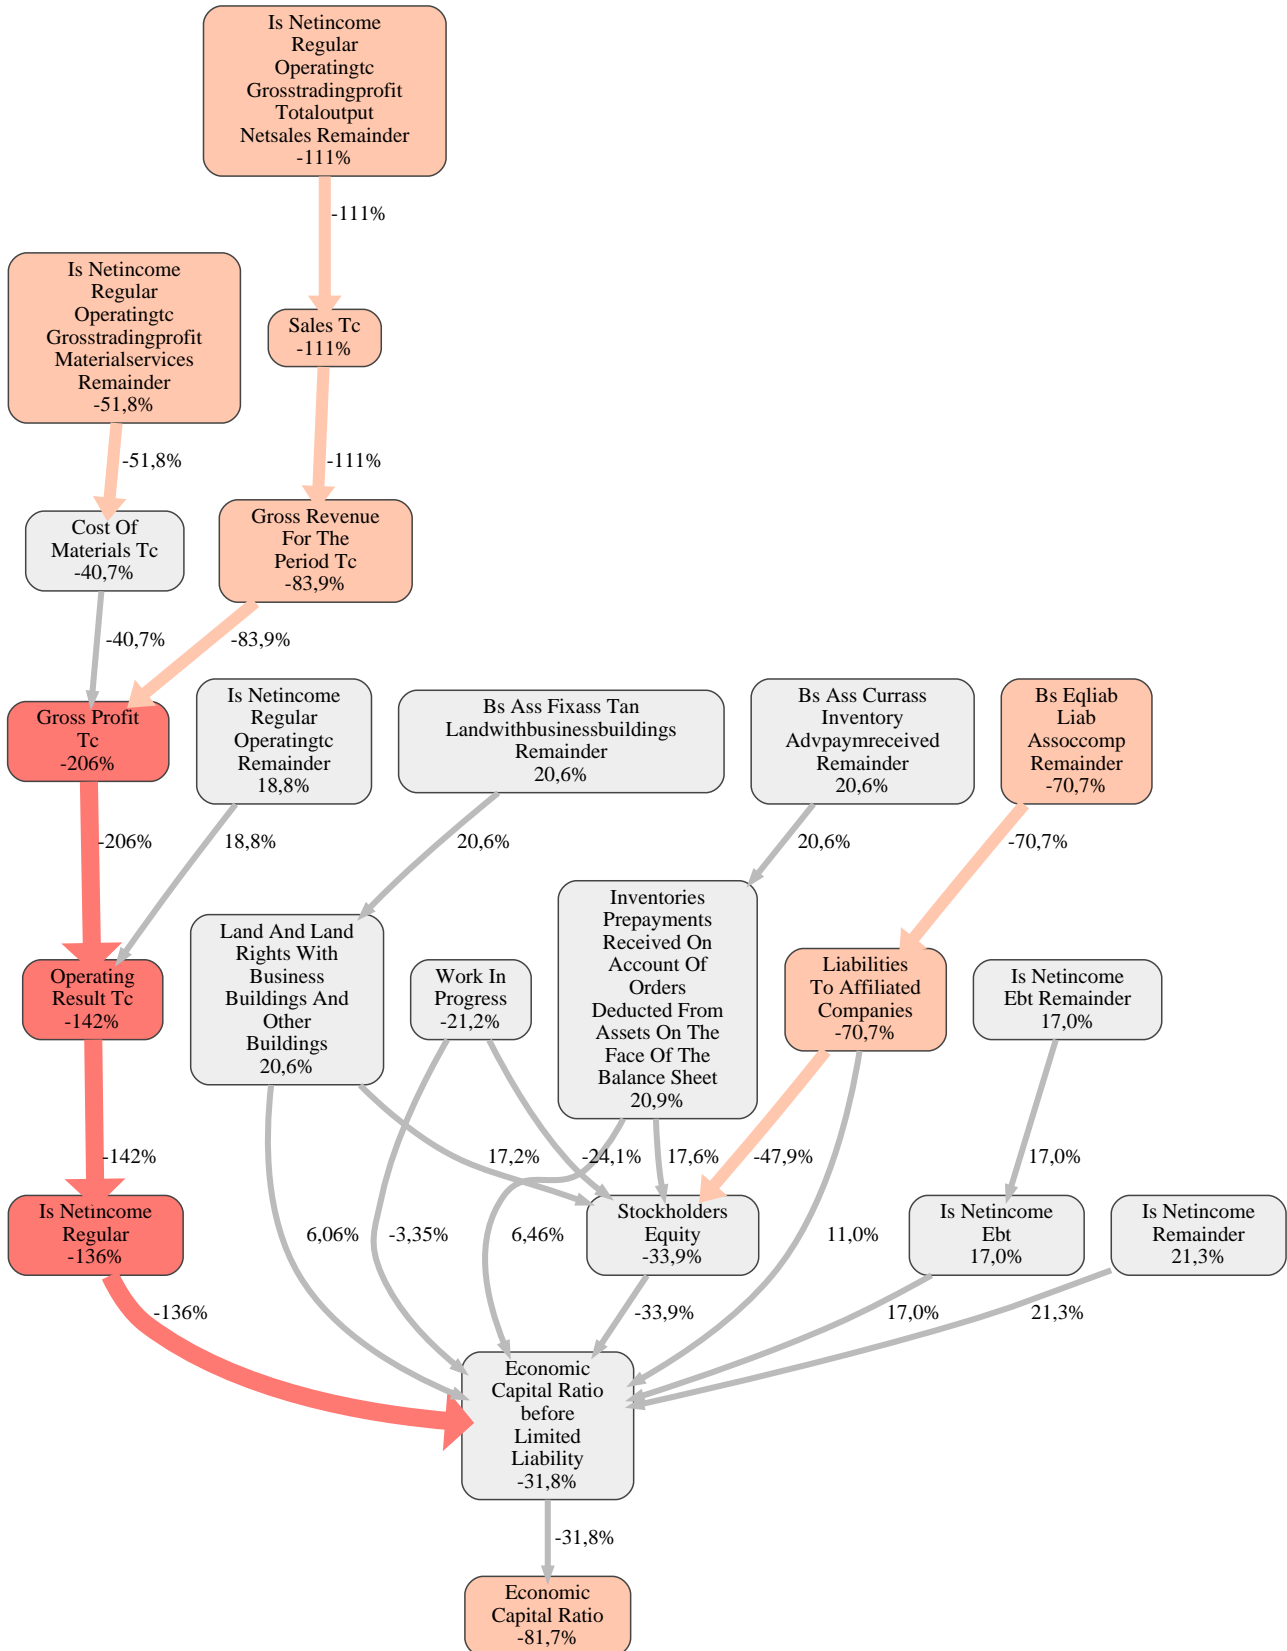 Is Netincome
Regular
Operatingtc
Grosstradingprofit
Totaloutput
Netsales Remainder
-111%
-111%
Is Netincome
Regular
Operatingtc
Grosstradingprofit
Materialservices
Remainder
-51,8%
Sales Tc
-111%
-51,8%
-111%
Cost Of
Materials Tc
-40,7%
Gross Revenue
For The
Period Tc
-83,9%
-40,7%
-83,9%
Gross Profit
Tc
-206%
Is Netincome
Regular
Operatingtc
Remainder
18,8%
Bs Ass Fixass Tan
Landwithbusinessbuildings
Remainder
20,6%
Bs Ass Currass
Inventory
Advpaymreceived
Remainder
20,6%
Bs Eqliab
Liab
Assoccomp
Remainder
-70,7%
-206%
18,8%
20,6%
20,6%
-70,7%
Operating
Result Tc
-142%
Land And Land
Rights With
Business
Buildings And
Other
Buildings
20,6%
Work In
Progress
-21,2%
Inventories
Prepayments
Received On
Account Of
Orders
Deducted From
Assets On The
Face Of The
Balance Sheet
20,9%
Liabilities
To Affiliated
Companies
-70,7%
Is Netincome
Ebt Remainder
17,0%
-142%
17,2%
-24,1%
17,6%
-47,9%
17,0%
Is Netincome
Regular
-136%
6,06%
-3,35%
6,46%
Stockholders
Equity
-33,9%
11,0%
Is Netincome
Ebt
17,0%
Is Netincome
Remainder
21,3%
-136%
-33,9%
17,0%
21,3%
Economic
Capital Ratio
before
Limited
Liability
-31,8%
-31,8%
Economic
Capital Ratio
-81,7%